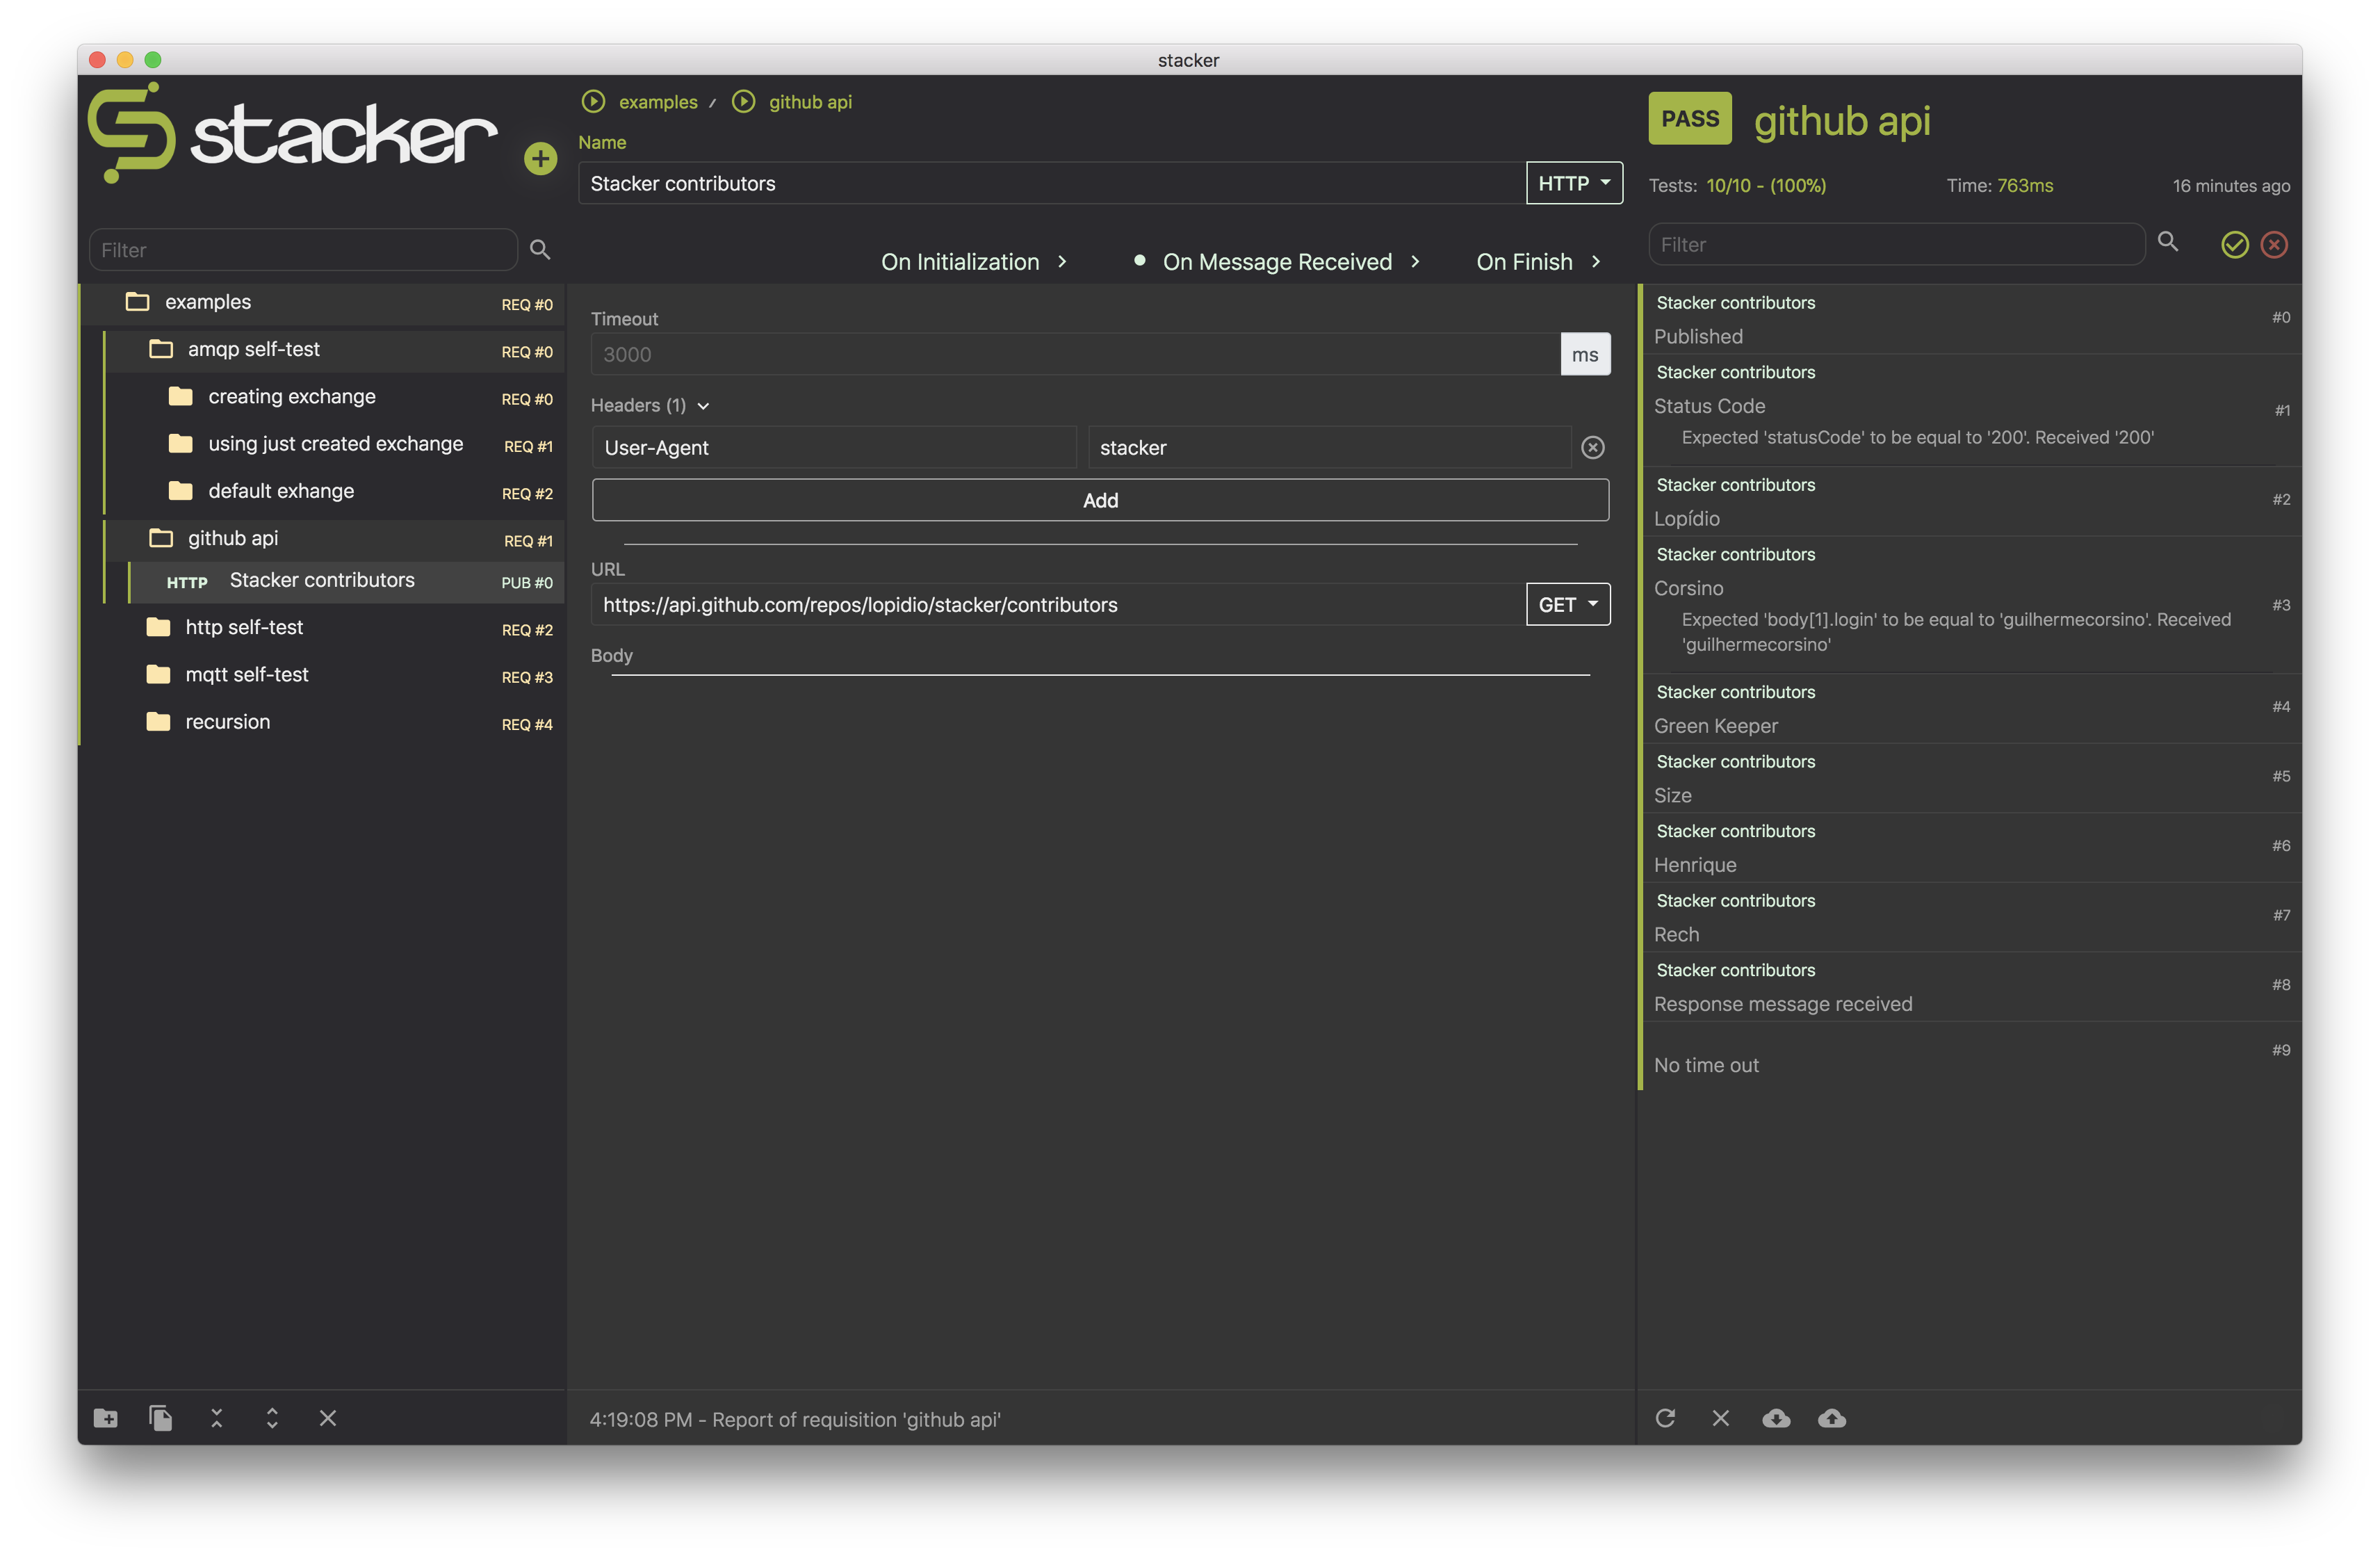 stacker
stacker
Filter
examples REQ #0
amqp self-test REQ #0
creating exchange REQ #0
using just created exchange REQ #1
default exhange REQ #2
github api REQ #1
HTTP Stacker contributors PUB #0
http self-test REQ #2
mqtt self-test REQ #3
recursion REQ #4
examples / github api
Name
Stacker contributors HTTP
On Initialization On Message Received On Finish
Timeout
3000 ms
Headers (1)
User-Agent stacker
Add
URL
https://api.github.com/repos/lopidio/stacker/contributors GET
Body
4:19:08 PM - Report of requisition 'github api'
PASS github api
Tests: 10/10 - (100%) Time: 763ms 16 minutes ago
Filter
Stacker contributors
#0
Published
Stacker contributors
Status Code
#1
Expected 'statusCode' to be equal to '200'. Received '200'
Stacker contributors
#2
Lopídio
Stacker contributors
Corsino
#3
Expected 'body[1].login' to be equal to 'guilhermecorsino'. Received
'guilhermecorsino'
Stacker contributors
#4
Green Keeper
Stacker contributors
#5
Size
Stacker contributors
#6
Henrique
Stacker contributors
#7
Rech
Stacker contributors
#8
Response message received
#9
No time out